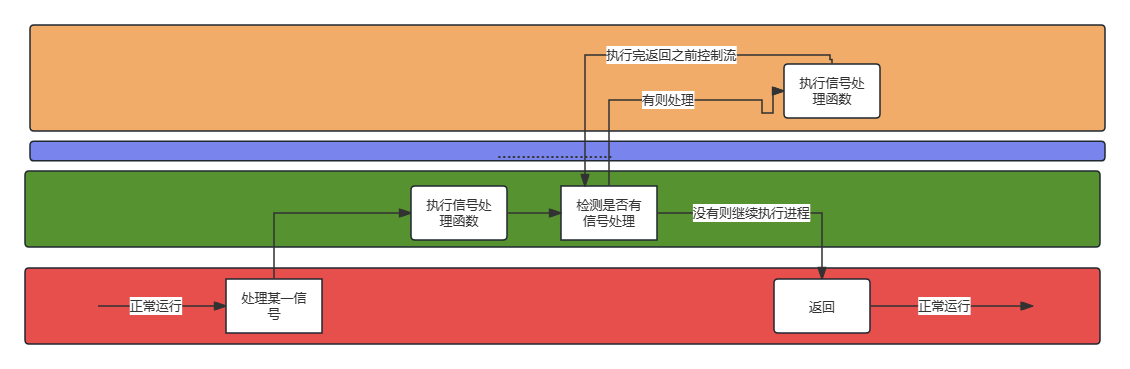 执行完返回之前控制流
执行信号处
理函数
有则处理
执行信号处
理函数
检测是否有
信号处理
没有则继续执行进程
正常运行
处理某一信
号
返回
正常运行